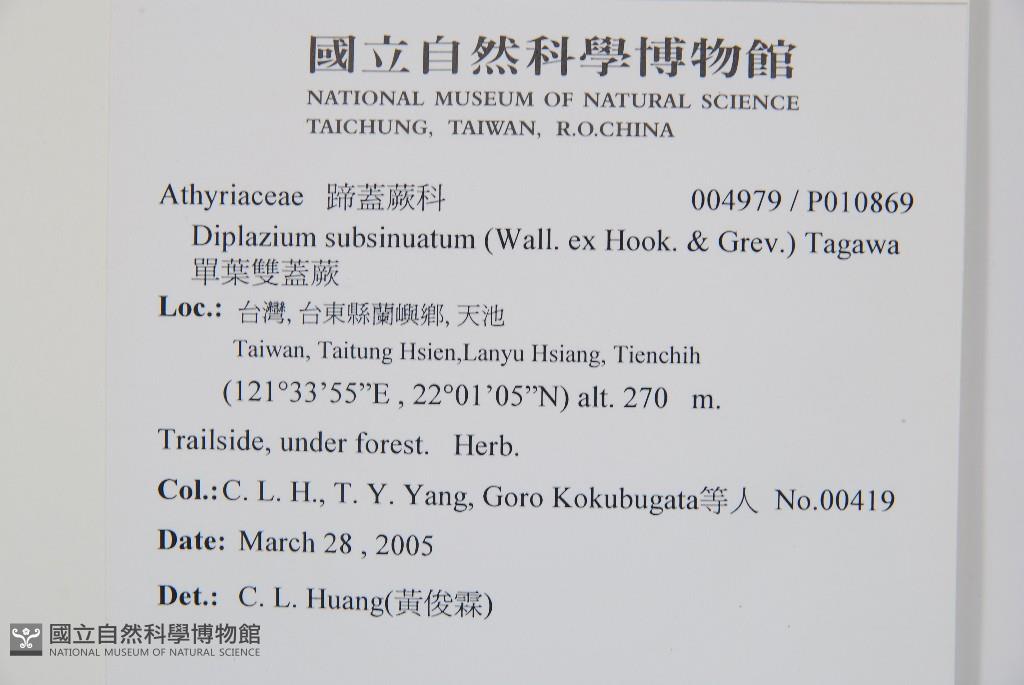 國立自然科學博物館
NATIONAL MUSEUM OF NATURAL SCIENCE
TAICHUNG, TAIWAN, R.O.CHINA
Athyriaceae 蹄蓋蕨科 004979 / P010869
Diplazium subsinuatum (Wall. ex Hook. & Grev.) Tagawa
單葉雙蓋蕨
Loc.: 台灣, 台東縣蘭嶼鄉, 天池
Taiwan, Taitung Hsien,Lanyu Hsiang, Tienchih
(121°33’55”E , 22°01’05”N) alt. 270 m.
Trailside, under forest. Herb.
Col.:C. L. H., T. Y. Yang, Goro Kokubugata等人 No.00419
Date: March 28 , 2005
Det.: C. L. Huang(黃俊霖)
國立自然科學博物館
NATIONAL MUSEUM OF NATURAL SCIENCE